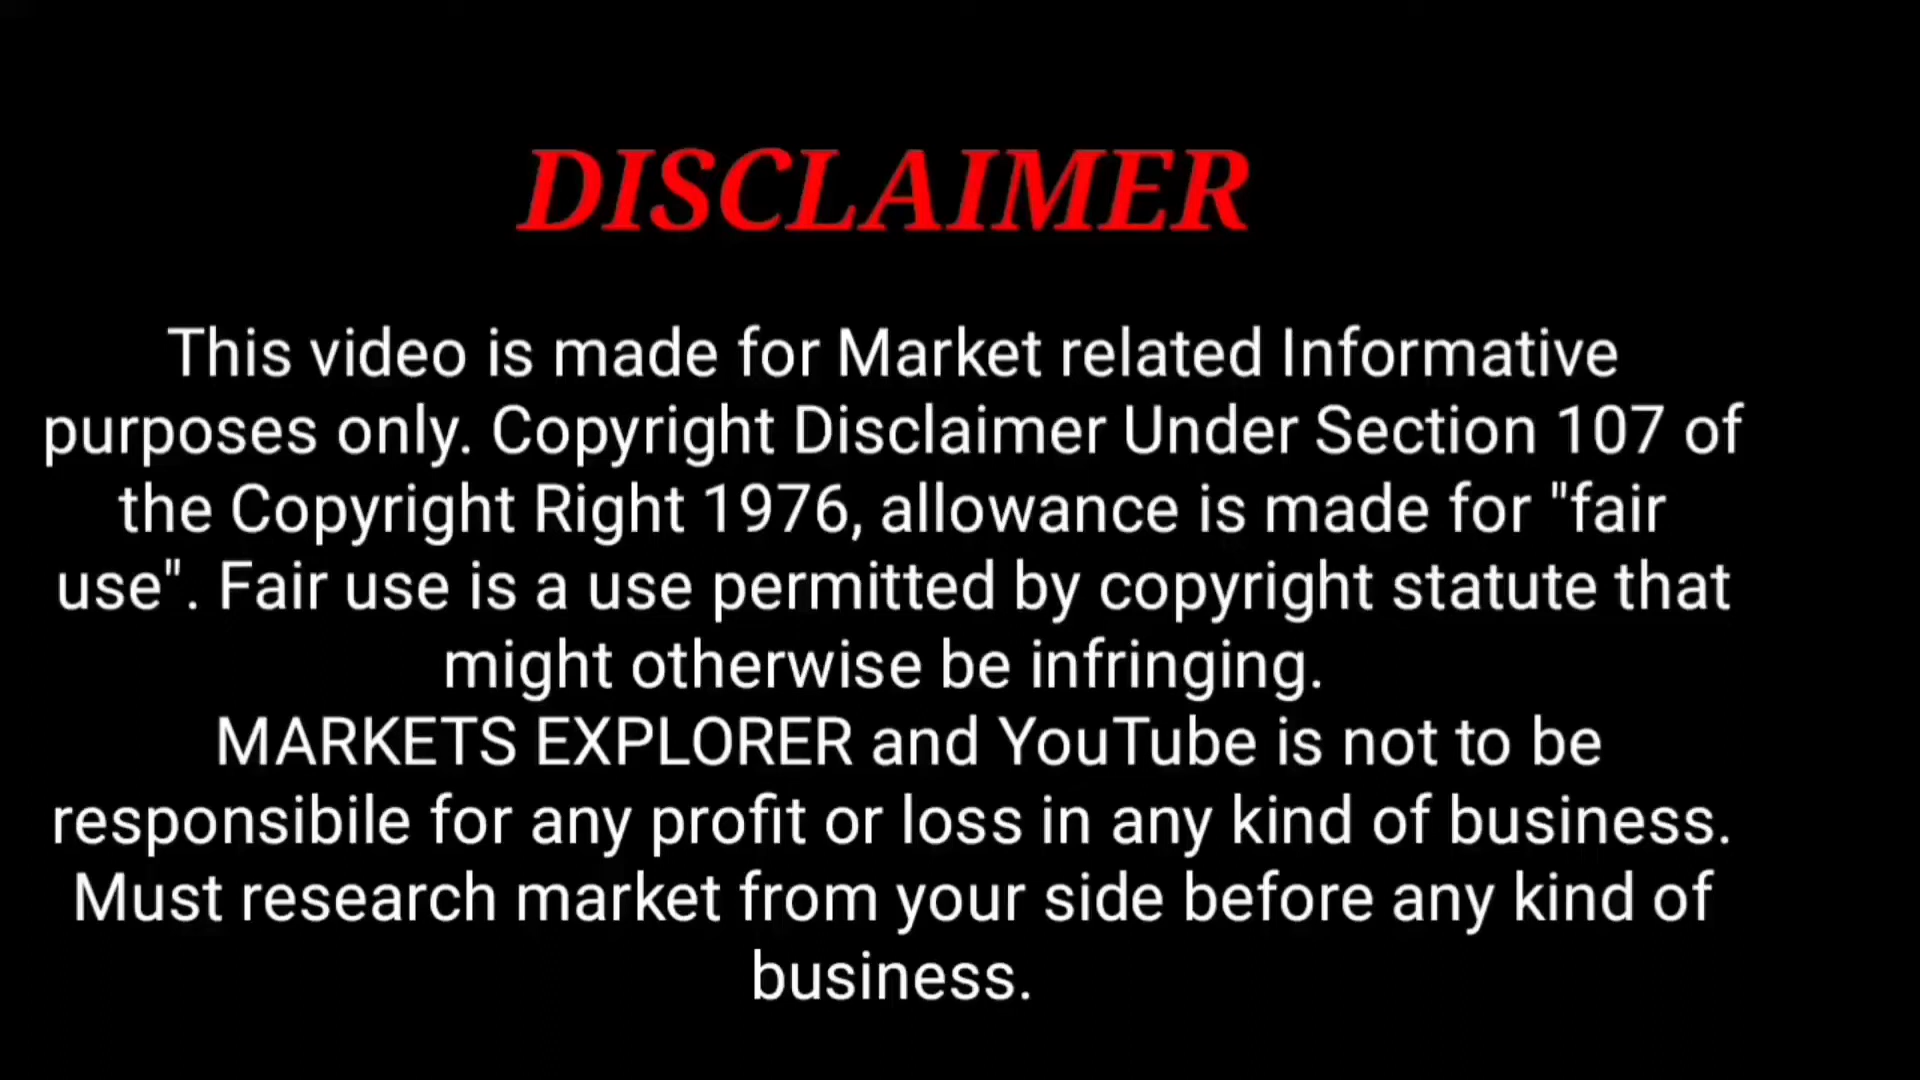 DISCLAIMER
This video is made for Market related Informative
purposes only. Copyright Disclaimer Under Section 107 of
the Copyright Right 1976, allowance is made for "fair
use". Fair use is a use permitted by copyright statute that
might otherwise be infringing.
MARKETS EXPLORER and YouTube is not to be
responsibile for any profit or loss in any kind of business.
Must research market from your side before any kind of
business.